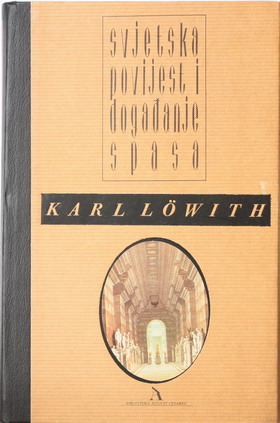 svjetska
povijest i
događanje
spasa
KARL LÖWITH
A